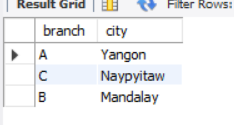 Result Grid Filter Rows:
branch city
A Yangon
C Naypyitaw
B Mandalay